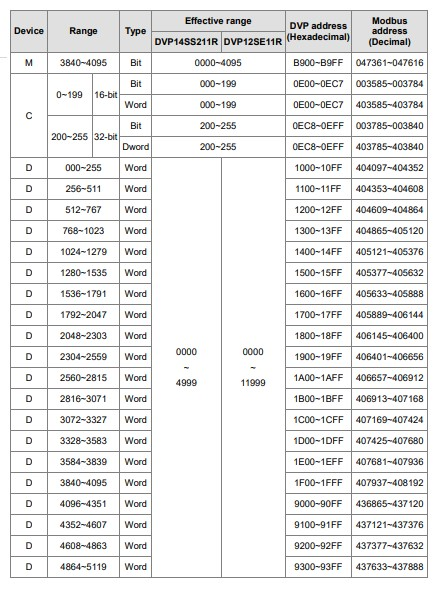 Device Range Type Effective range DVP address (Hexadecimal) Modbus address (Decimal)
DVP14SS211R DVP12SE11R
M 3840~4095 Bit 0000~4095 B900~B9FF 047361~047616
C 0~199 16-bit Bit 000~199 0E00~0EC7 003585~003784
Word 000~199 0E00~0EC7 403585~403784
200~255 32-bit Bit 200~255 0EC8~0EFF 003785~003840
Dword 200~255 0EC8~0EFF 403785~403840
D 000~255 Word 0000 ~ 4999 0000 ~ 11999 1000~10FF 404097~404352
D 256~511 Word 1100~11FF 404353~404608
D 512~767 Word 1200~12FF 404609~404864
D 768~1023 Word 1300~13FF 404865~405120
D 1024~1279 Word 1400~14FF 405121~405376
D 1280~1535 Word 1500~15FF 405377~405632
D 1536~1791 Word 1600~16FF 405633~405888
D 1792~2047 Word 1700~17FF 405889~406144
D 2048~2303 Word 1800~18FF 406145~406400
D 2304~2559 Word 1900~19FF 406401~406656
D 2560~2815 Word 1A00~1AFF 406657~406912
D 2816~3071 Word 1B00~1BFF 406913~407168
D 3072~3327 Word 1C00~1CFF 407169~407424
D 3328~3583 Word 1D00~1DFF 407425~407680
D 3584~3839 Word 1E00~1EFF 407681~407936
D 3840~4095 Word 1F00~1FFF 407937~408192
D 4096~4351 Word 9000~90FF 436865~437120
D 4352~4607 Word 9100~91FF 437121~437376
D 4608~4863 Word 9200~92FF 437377~437632
D 4864~5119 Word 9300~93FF 437633~437888